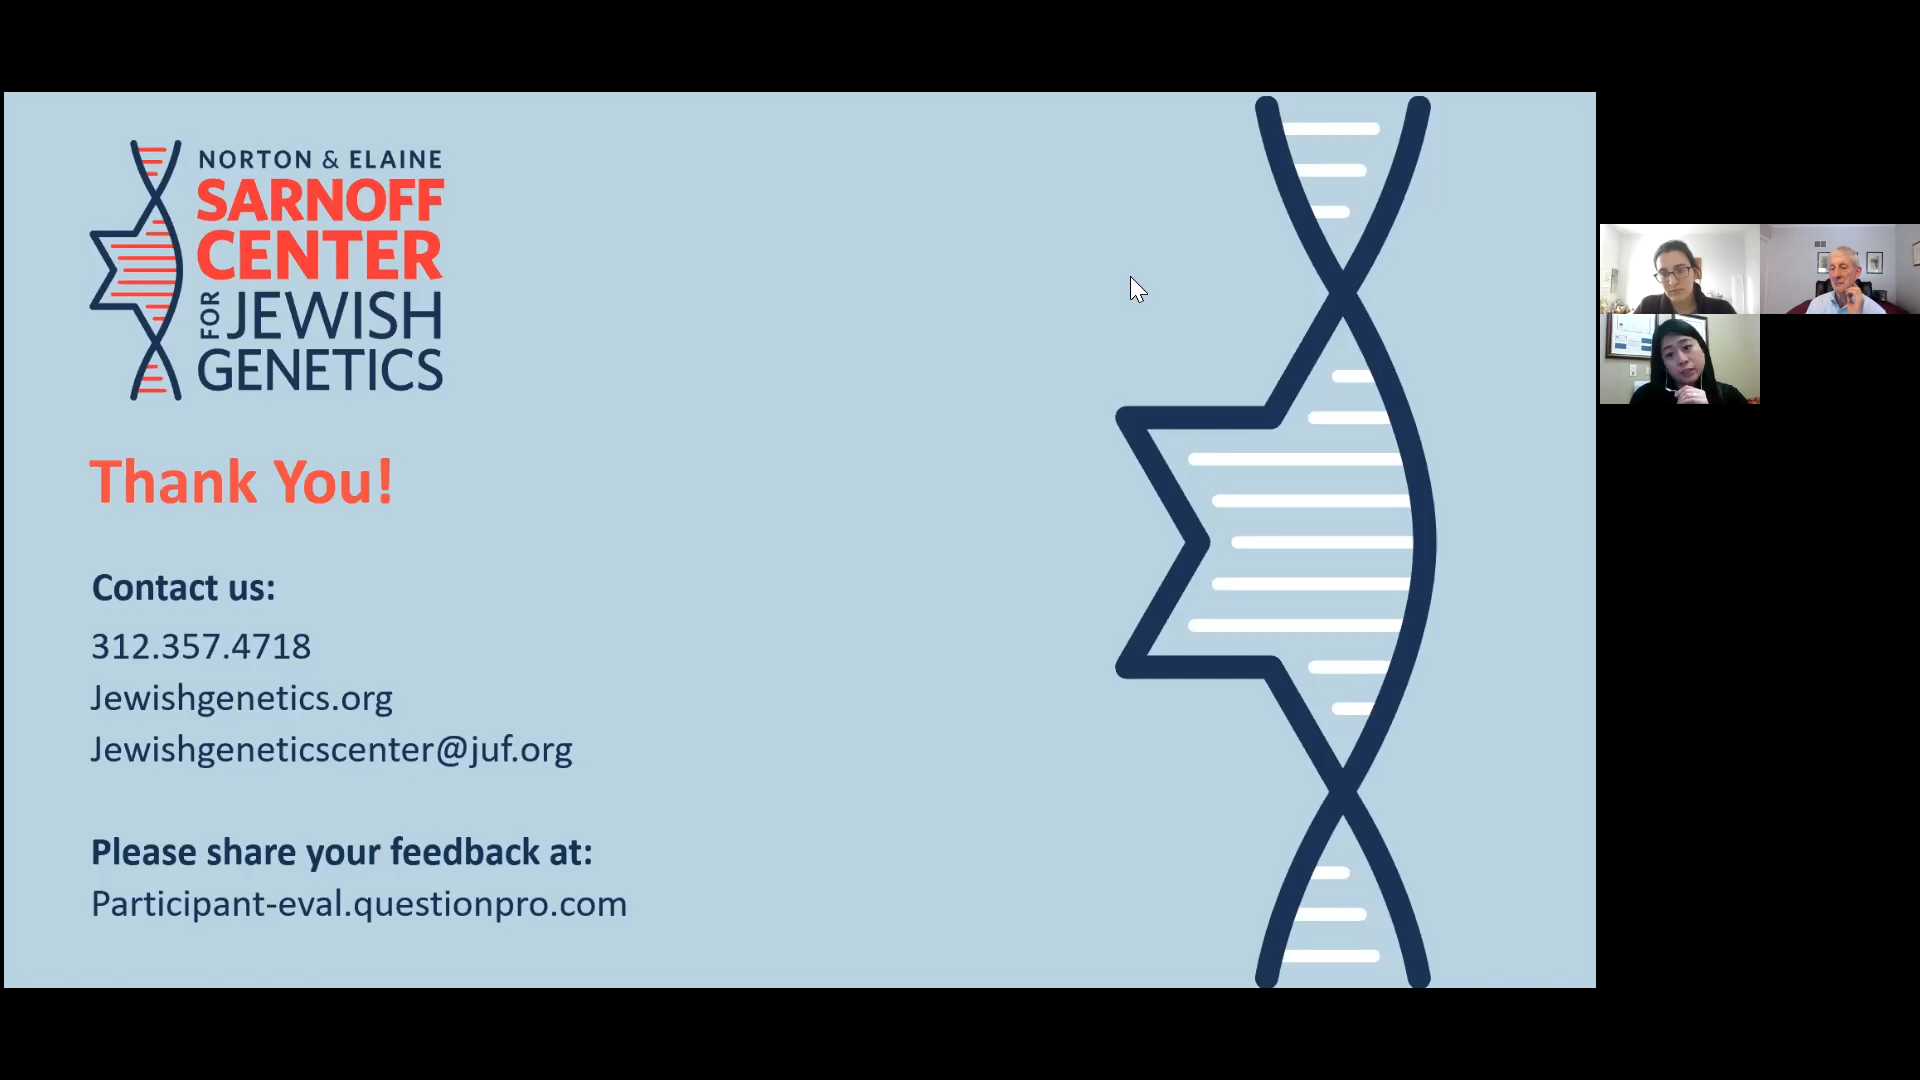 NORTON & ELAINE
SARNOFF
CENTER
FOR JEWISH
GENETICS
Thank You!
Contact us:
312.357.4718
Jewishgenetics.org
Jewishgeneticscenter@juf.org
Please share your feedback at:
Participant-eval.questionpro.com